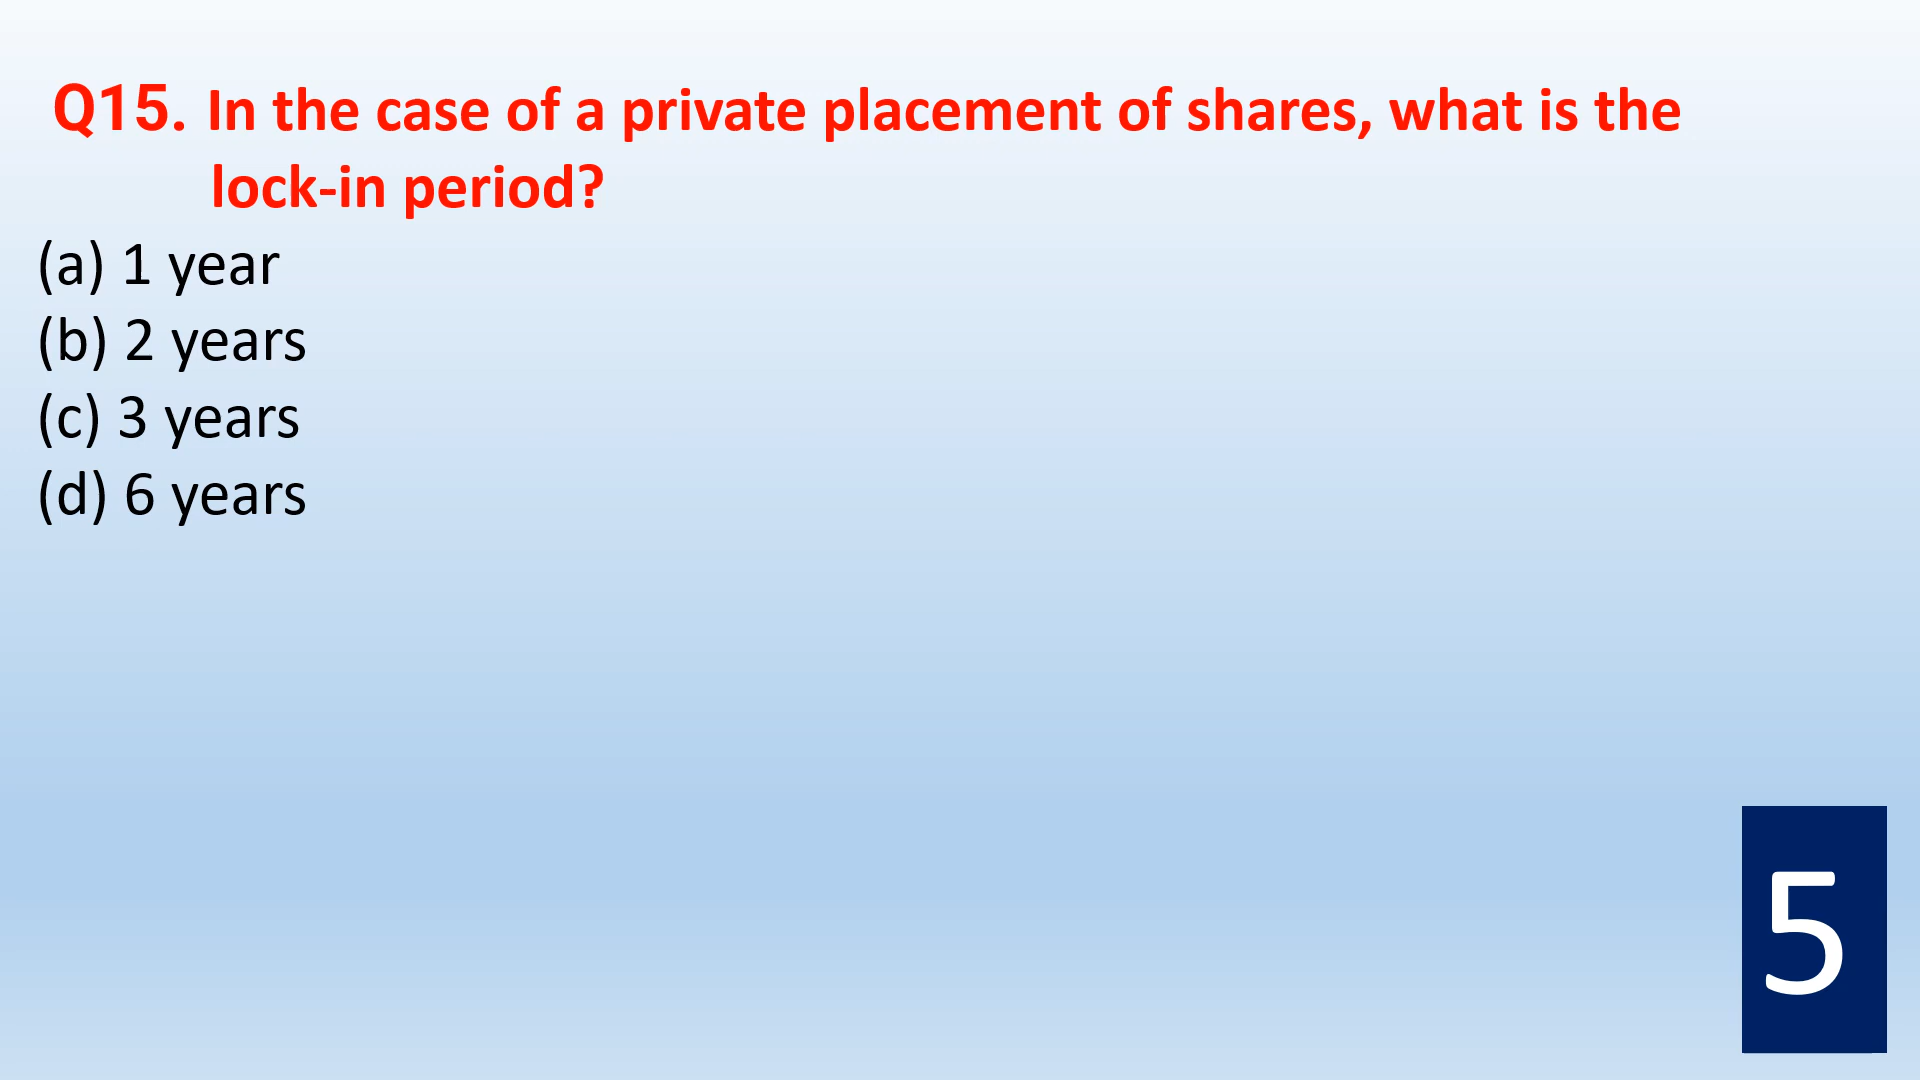 Q15. In the case of a private placement of shares, what is the
lock-in period?
(a) 1 year
(b) 2 years
(c) 3 years
(d) 6 years
5